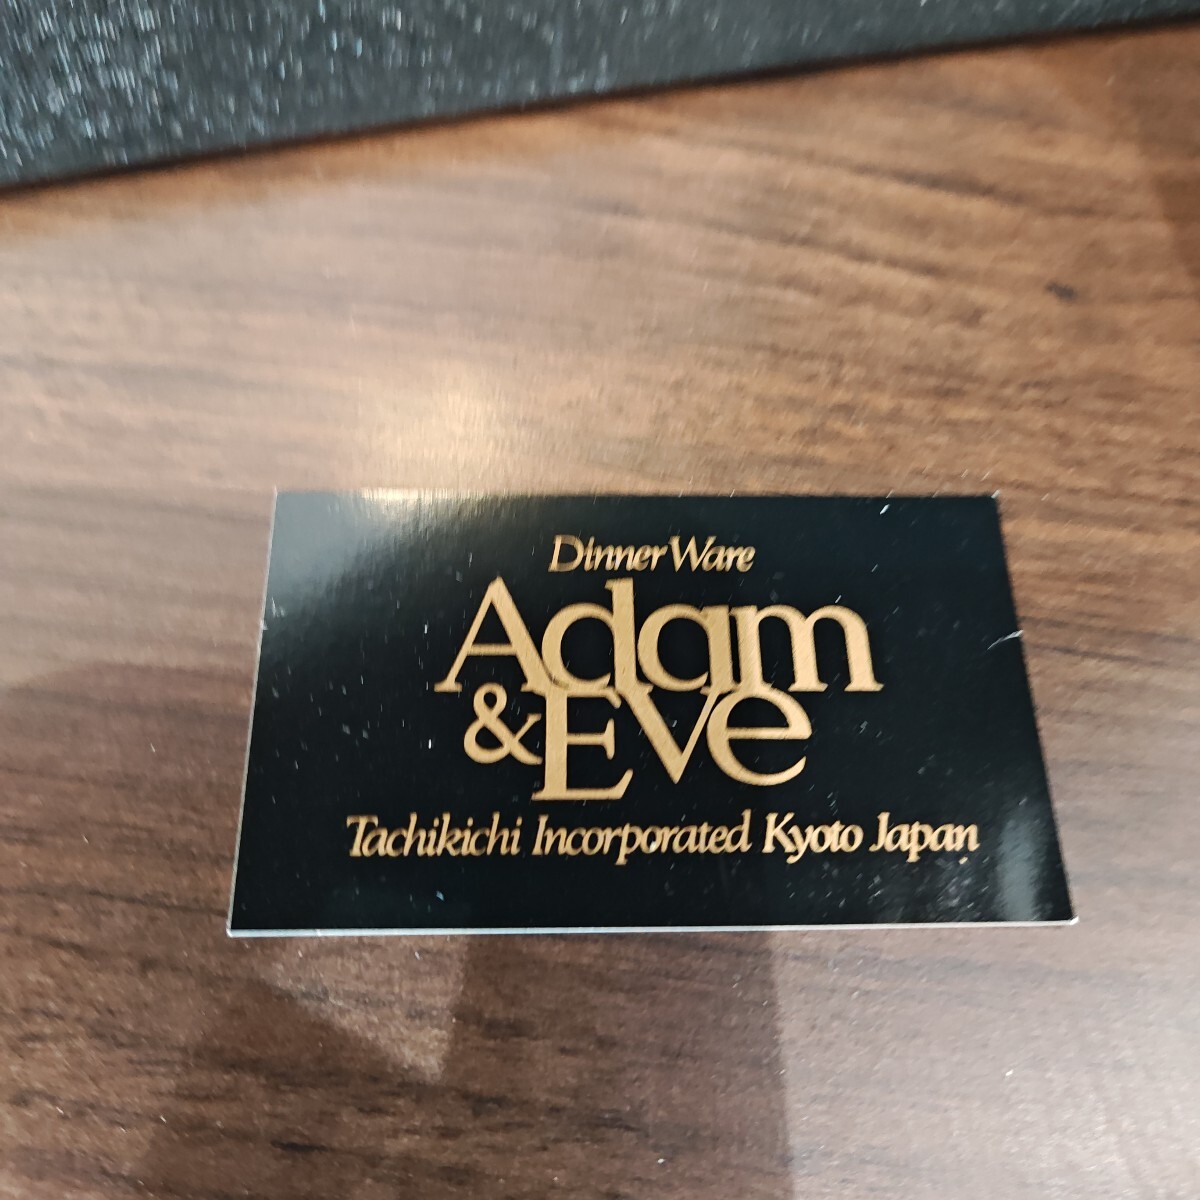 Dinner Ware
Adam
& Eve
Tachikichi Incorporated Kyoto Japan